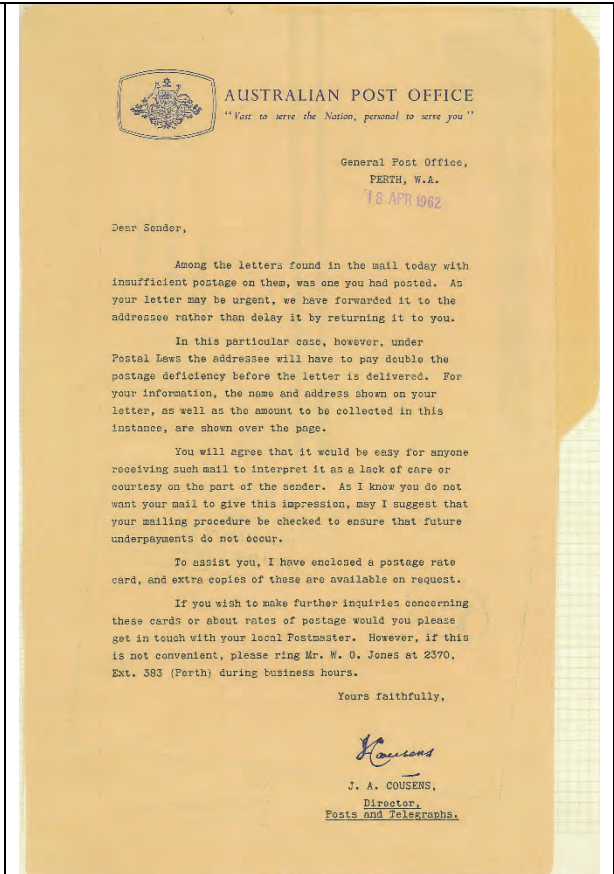 AUSTRALIAN POST OFFICE
"Vast to serve the Nation, personal to serve you"
General Post Office,
PERTH, W.A.
18 APR 1962
Dear Sender,
Among the letters found in the mail today with
insufficient postage on them, was one you had posted. As
your letter may be urgent, we have forwarded it to the
addressee rather than delay it by returning it to you.
In this particular case, however, under
Postal Laws the addressee will have to pay double the
postage deficiency before the letter is delivered. For
your information, the name and address shown on your
letter, as well as the amount to be collected in this
instance, are shown over the page.
You will agree that it would be easy for anyone
receiving such mail to interpret it as a lack of care or
courtesy on the part of the sender. As I know you do not
want your mail to give this impression, may I suggest that
your mailing procedure be checked to ensure that future
underpayments do not occur.
To assist you, I have enclosed a postage rate
card, and extra copies of these are available on request.
If you wish to make further inquiries concerning
these cards or about rates of postage would you please
get in touch with your local Postmaster. However, if this
is not convenient, please ring Mr. W. O. Jones at 2370,
Ext. 383 (Perth) during business hours.
Yours faithfully,
JCousens
J. A. COUSENS,
Director,
Posts and Telegraphs.